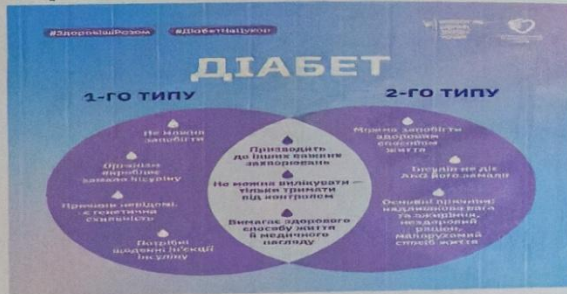 #ЗдоровішіРазом #ДіабетНеЦукор
ДІАБЕТ
1-ГО ТИПУ
2-ГО ТИПУ
Не можна
запобігти
Організм
виробляє
замало інсуліну
Причини невідомі,
є генетична
схильність
Потрібні
щоденні ін'єкції
інсуліну
Призводить
до інших важких
захворювань
Не можна вилікувати —
тільки тримати
під контролем
Вимагає здорового
способу життя
й медичного
нагляду
Можна запобігти
здоровим
способом
життя
Інсулін не діє
або його замало
Основні причини:
надлишкова вага
та ожиріння,
нездоровий
раціон,
малорухомий
спосіб життя